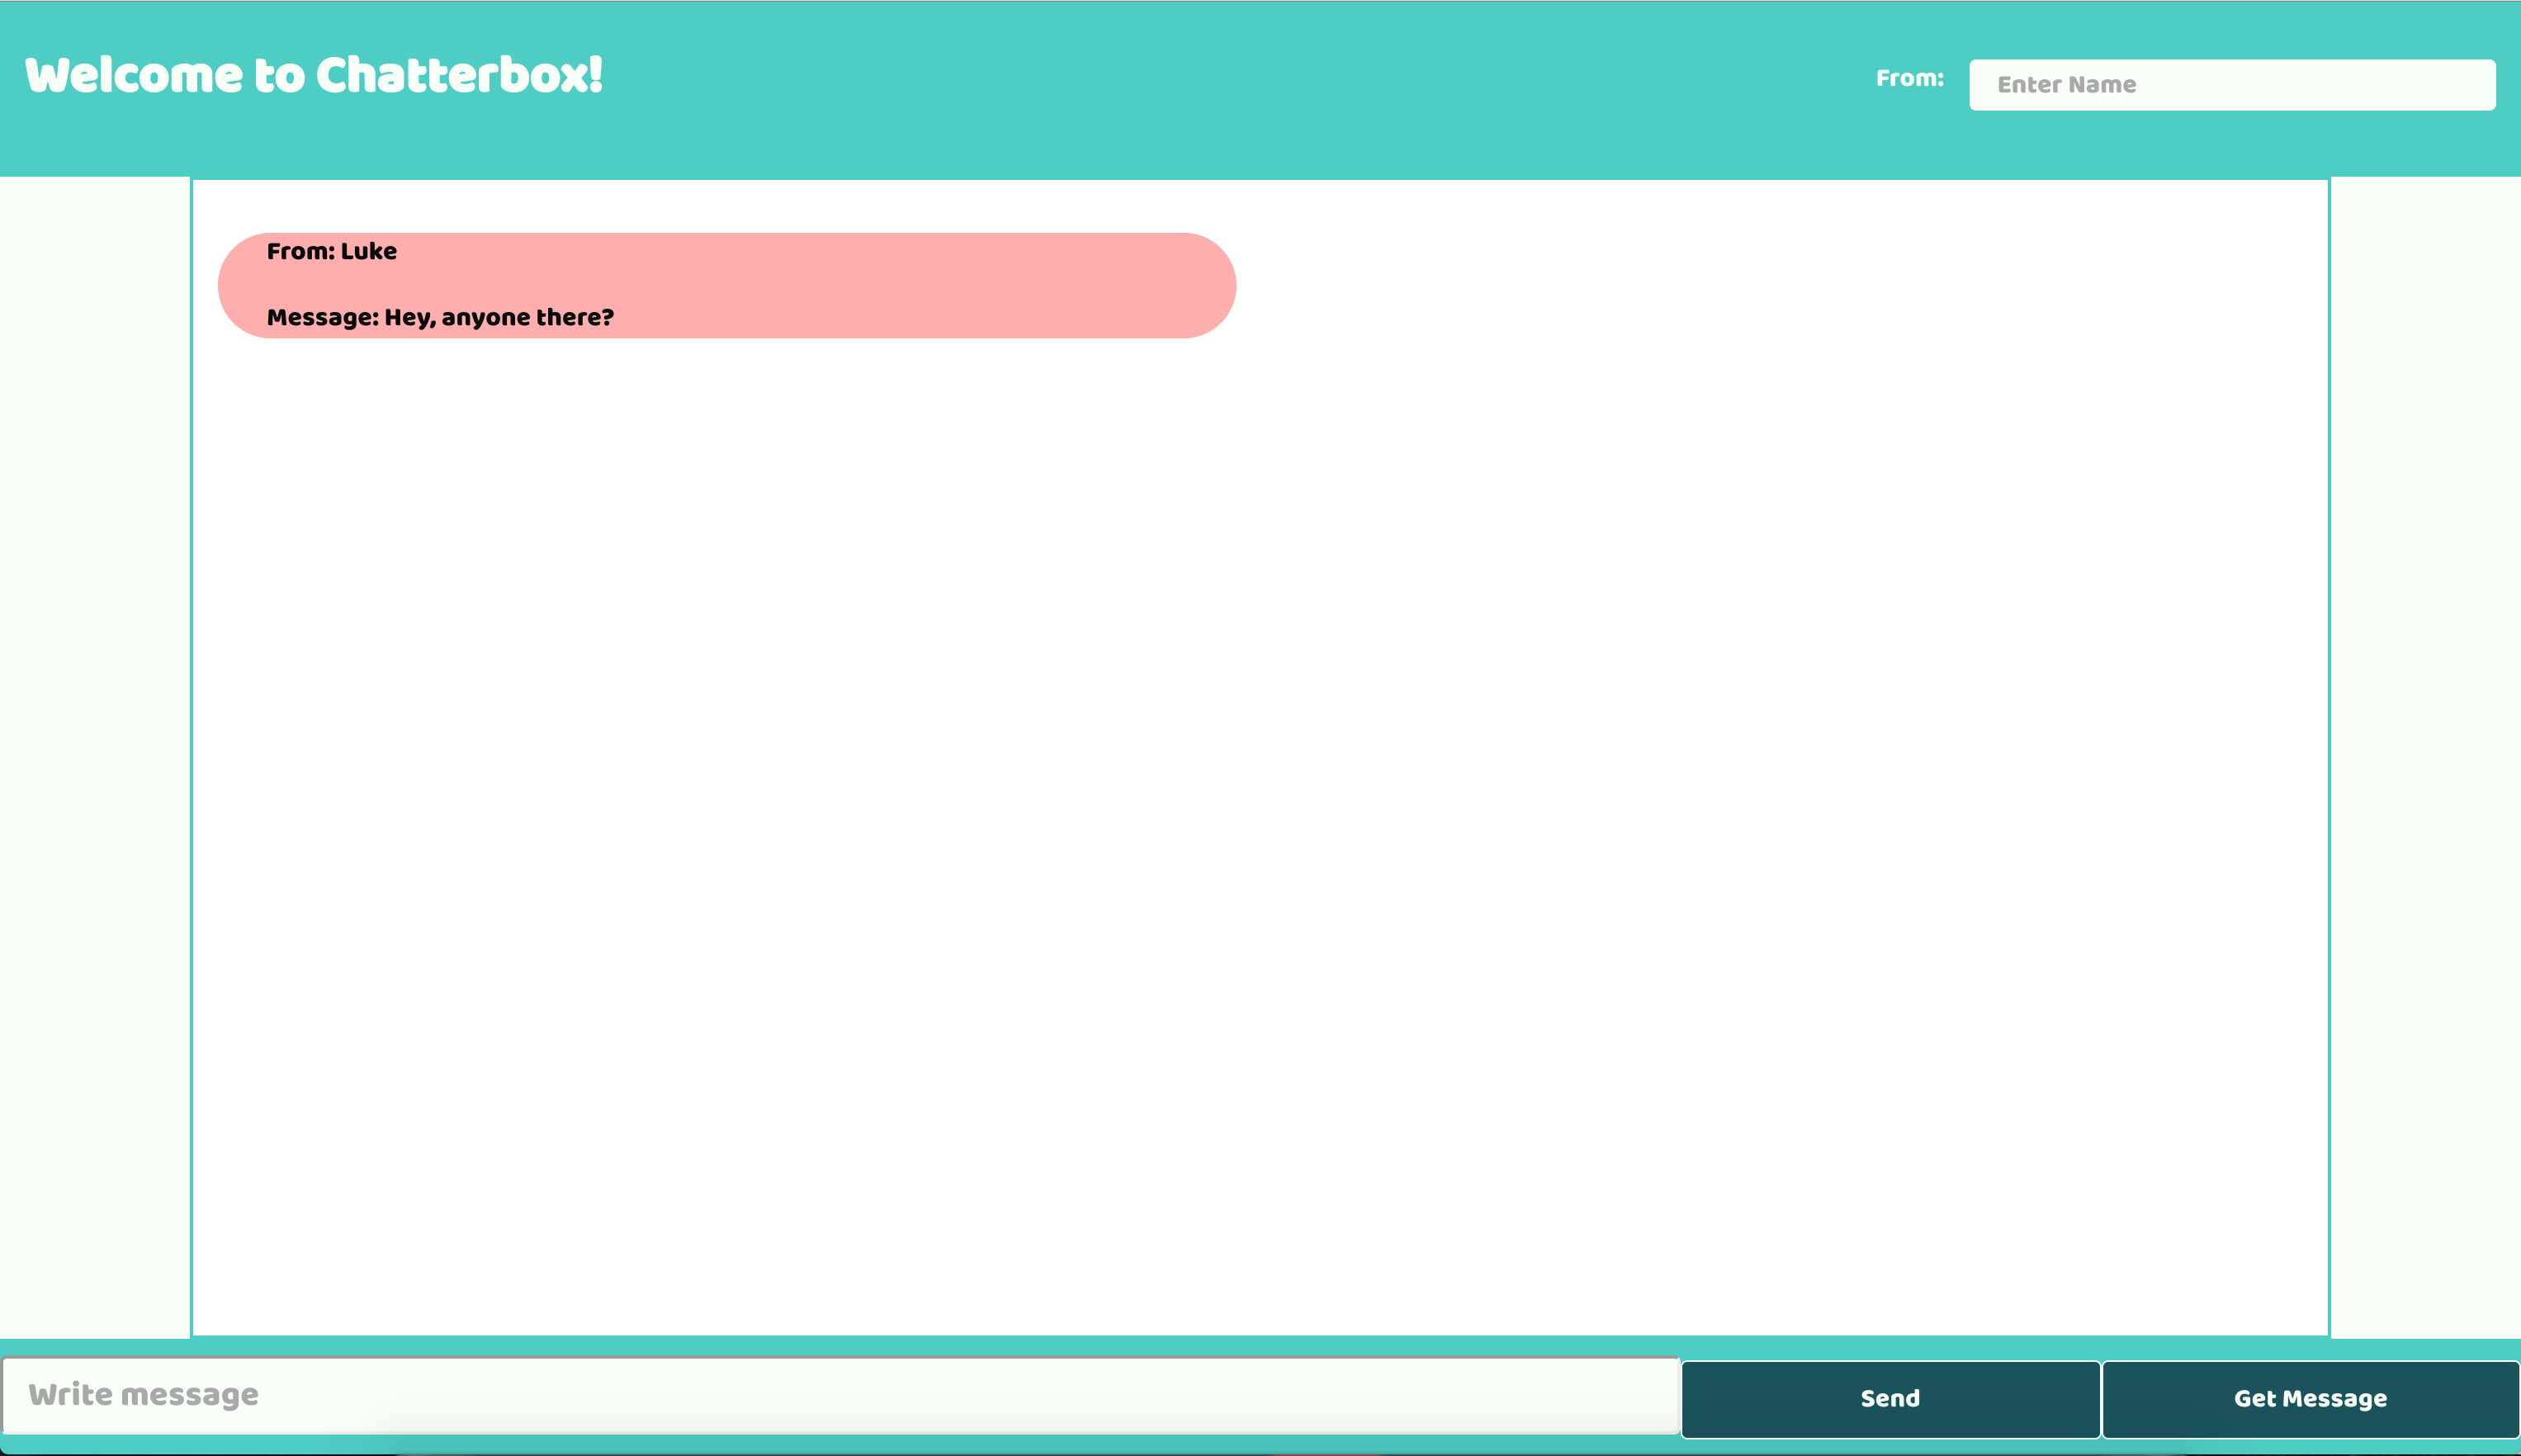 Welcome to Chatterbox!
From:
Enter Name
From: Luke
Message: Hey, anyone there?
Write message
Send
Get Message